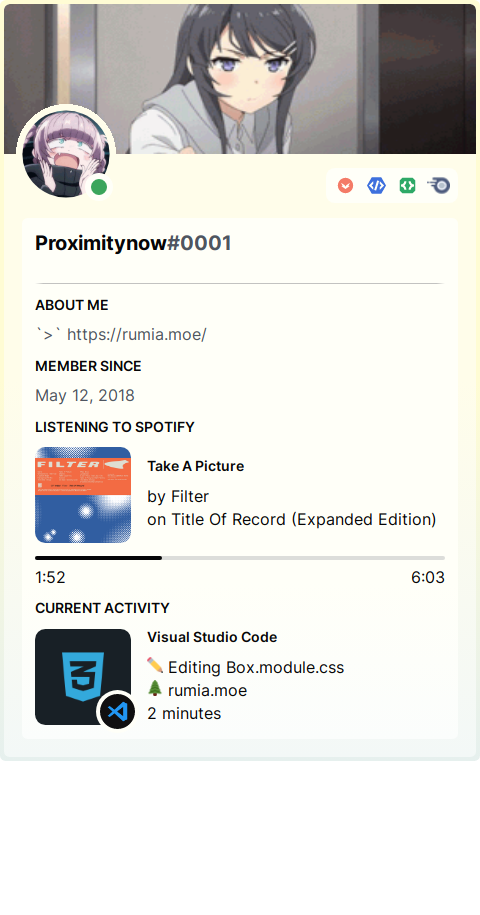 Proximitynow#0001
ABOUT ME
`>` https://rumia.moe/
MEMBER SINCE
May 12, 2018
LISTENING TO SPOTIFY
FILTER
Take A Picture
by Filter
on Title Of Record (Expanded Edition)
1:52 6:03
CURRENT ACTIVITY
Visual Studio Code
Editing Box.module.css
rumia.moe
2 minutes